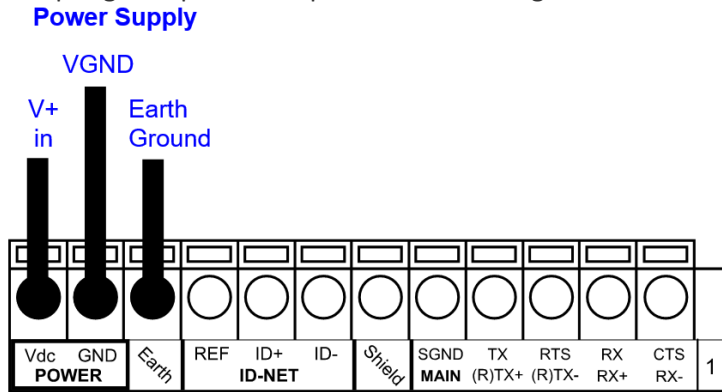 Power Supply
VGND
V+
in
Earth
Ground
Vdc GND
POWER
Earth
REF ID+ ID-
ID-NET
Shield
SGND TX RTS RX CTS
MAIN (R)TX+ (R)TX- RX+ RX-
1